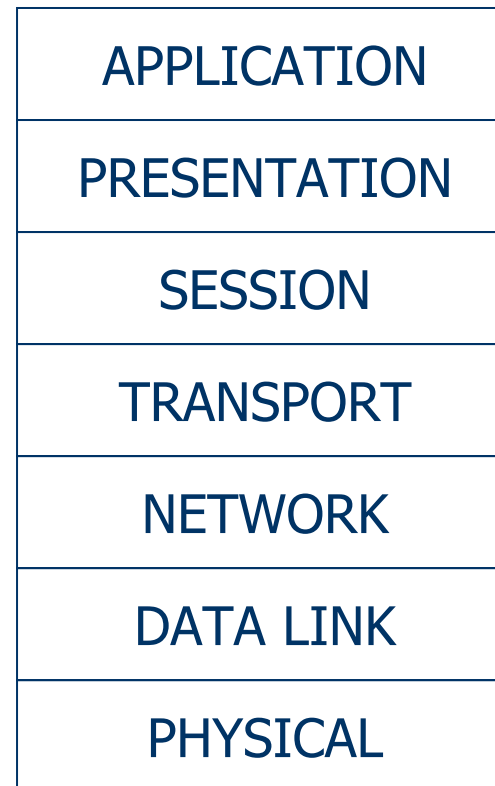 APPLICATION
PRESENTATION
SESSION
TRANSPORT
NETWORK
DATA LINK
PHYSICAL